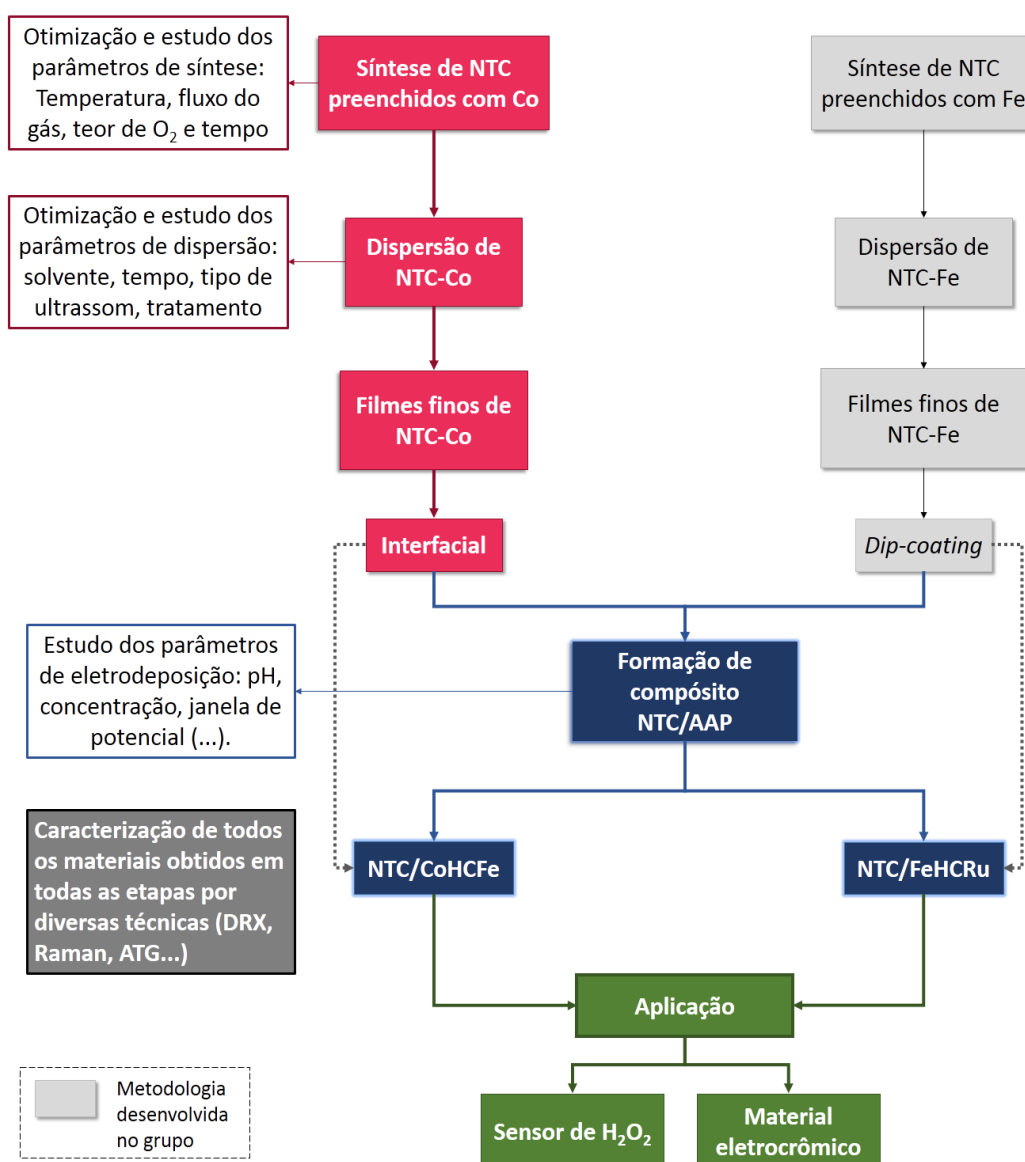 Otimização e estudo dos
parâmetros de síntese:
Temperatura, fluxo do
gás, teor de O₂ e tempo
Síntese de NTC
preenchidos com Co
Síntese de NTC
preenchidos com Fe
Otimização e estudo dos
parâmetros de dispersão:
solvente, tempo, tipo de
ultrassom, tratamento
Dispersão de
NTC-Co
Dispersão de
NTC-Fe
Filmes finos de
NTC-Co
Filmes finos de
NTC-Fe
Interfacial
Dip-coating
Estudo dos parâmetros
de eletrodeposição: pH,
concentração, janela de
potencial (...).
Formação de
compósito
NTC/AAP
Caracterização de todos
os materiais obtidos em
todas as etapas por
diversas técnicas (DRX,
Raman, ATG...)
NTC/CoHCFe
NTC/FeHCRu
Aplicação
Metodologia
desenvolvida
no grupo
Sensor de H₂O₂
Material
eletrocrômico